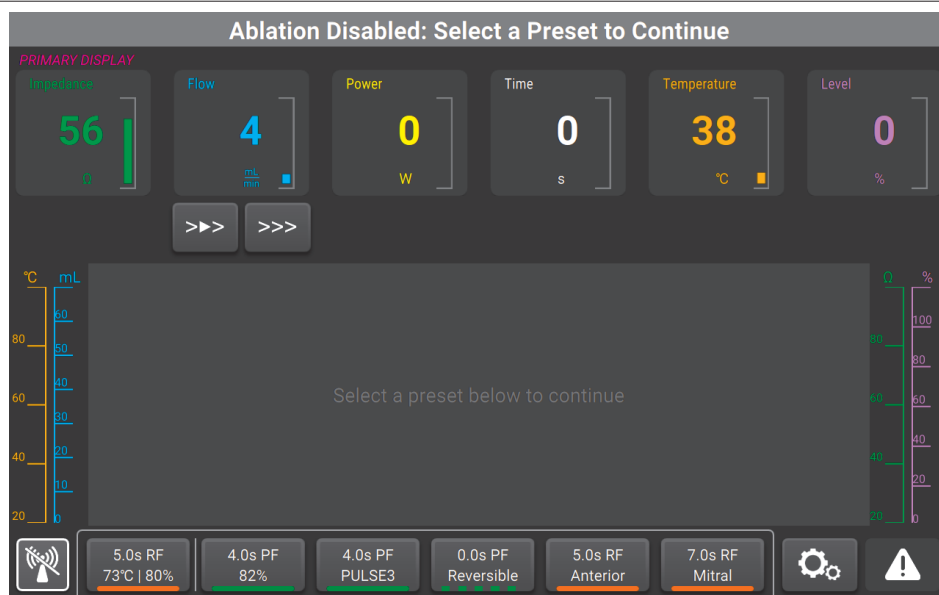 Ablation Disabled: Select a Preset to Continue
PRIMARY DISPLAY
Impedance
56
Ω
Flow
4
mL
min
Power
0
W
Time
0
s
Temperature
38
℃
Level
0
%
>▶>
>>>
℃
80
60
40
20
mL
60
50
40
30
20
10
0
Select a preset below to continue
Ω
80
60
40
20
%
100
80
60
40
20
0
5.0s RF
73℃ | 80%
4.0s PF
82%
4.0s PF
PULSE3
0.0s PF
Reversible
5.0s RF
Anterior
7.0s RF
Mitral